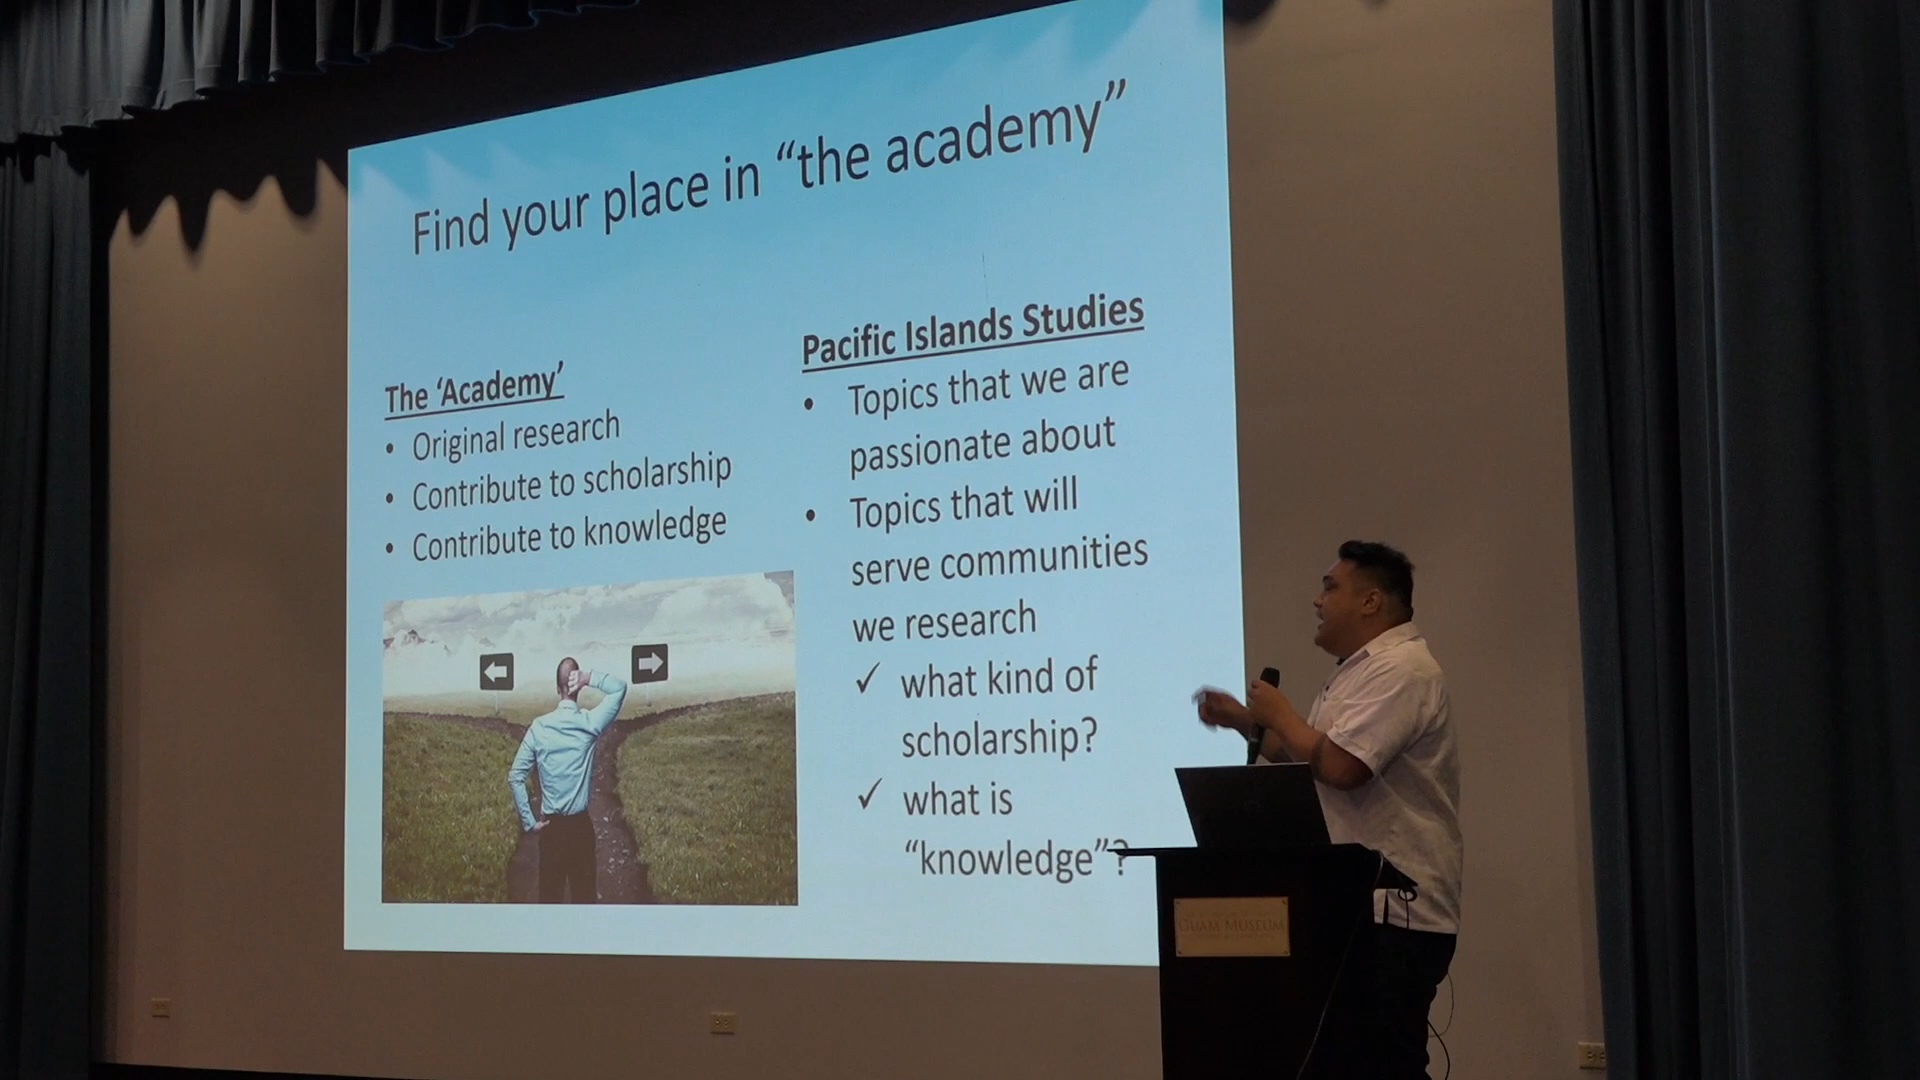 Find your place in “the academy”
The ‘Academy’
• Original research
• Contribute to scholarship
• Contribute to knowledge
Pacific Islands Studies
• Topics that we are
passionate about
• Topics that will
serve communities
we research
✓ what kind of
scholarship?
✓ what is
“knowledge”?
GUAM MUSEUM